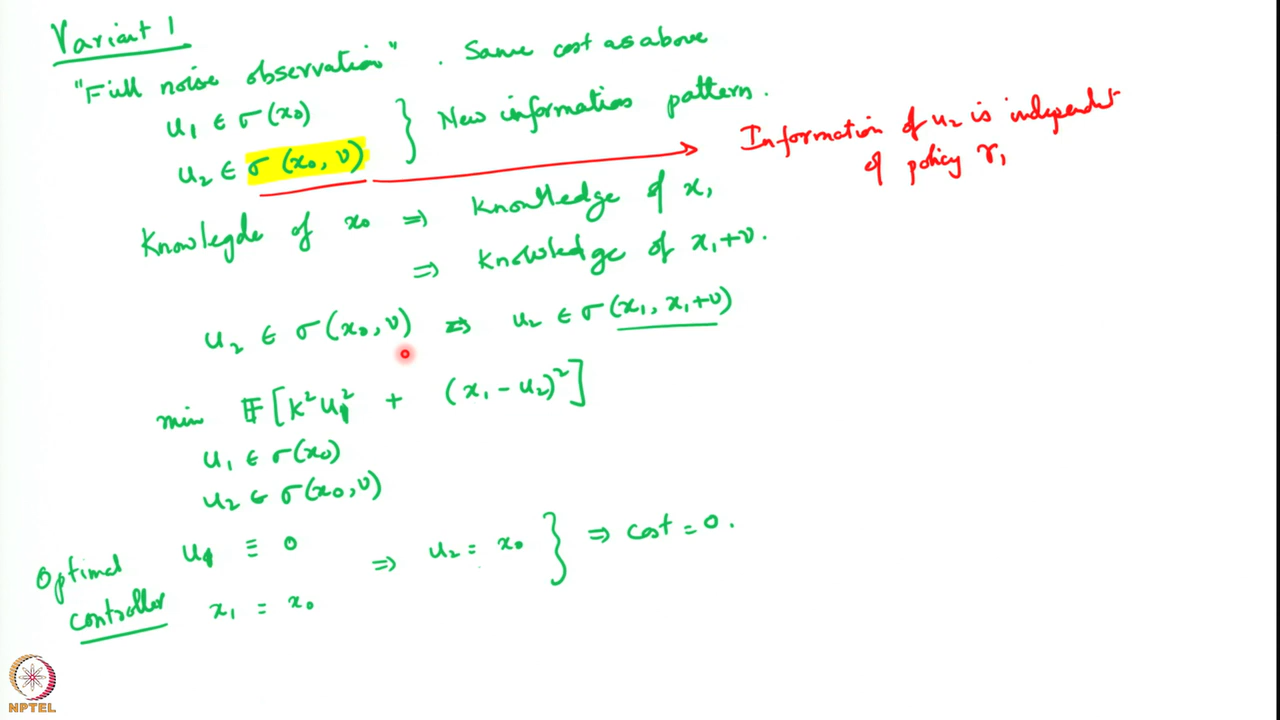 Variant 1
"Full noise observation". Same cost as above
u₁ ∈ σ(x₀)
u₂ ∈ σ(x₀, v)
} New information pattern.
Information of u₂ is independent
of policy γ₁
Knowlegde of x₀ ⇒ Knowledge of x₁
⇒ Knowledge of x₁+v.
u₂ ∈ σ(x₀, v) ⇔ u₂ ∈ σ(x₁, x₁+v)
min 𝔼[k²u₁² + (x₁ - u₂)²]
u₁ ∈ σ(x₀)
u₂ ∈ σ(x₀, v)
Optimal u₁ ≡ 0 ⇒ u₂ = x₀ } ⇒ cost = 0.
controller x₁ = x₀
NPTEL